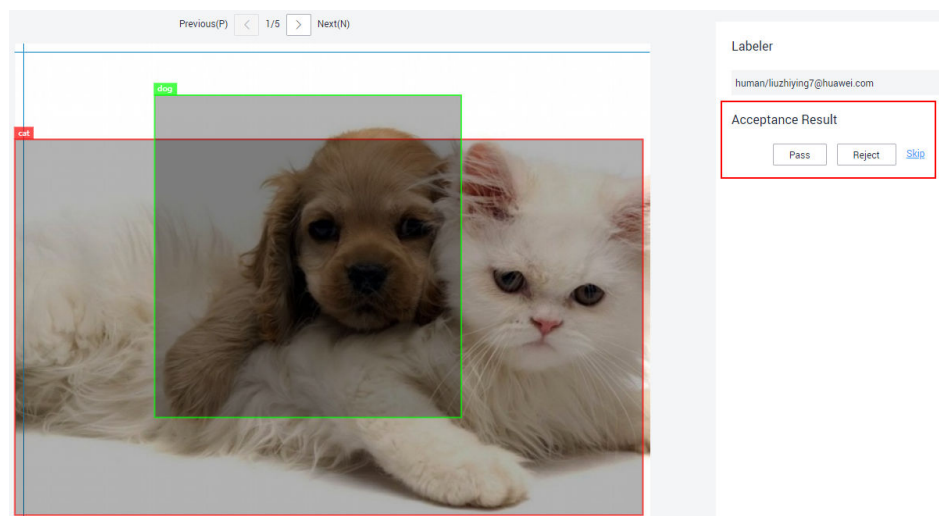 Previous(P) < 1/5 > Next(N)
dog
cat
Labeler
human/liuzhiying7@huawei.com
Acceptance Result
Pass Reject Skip